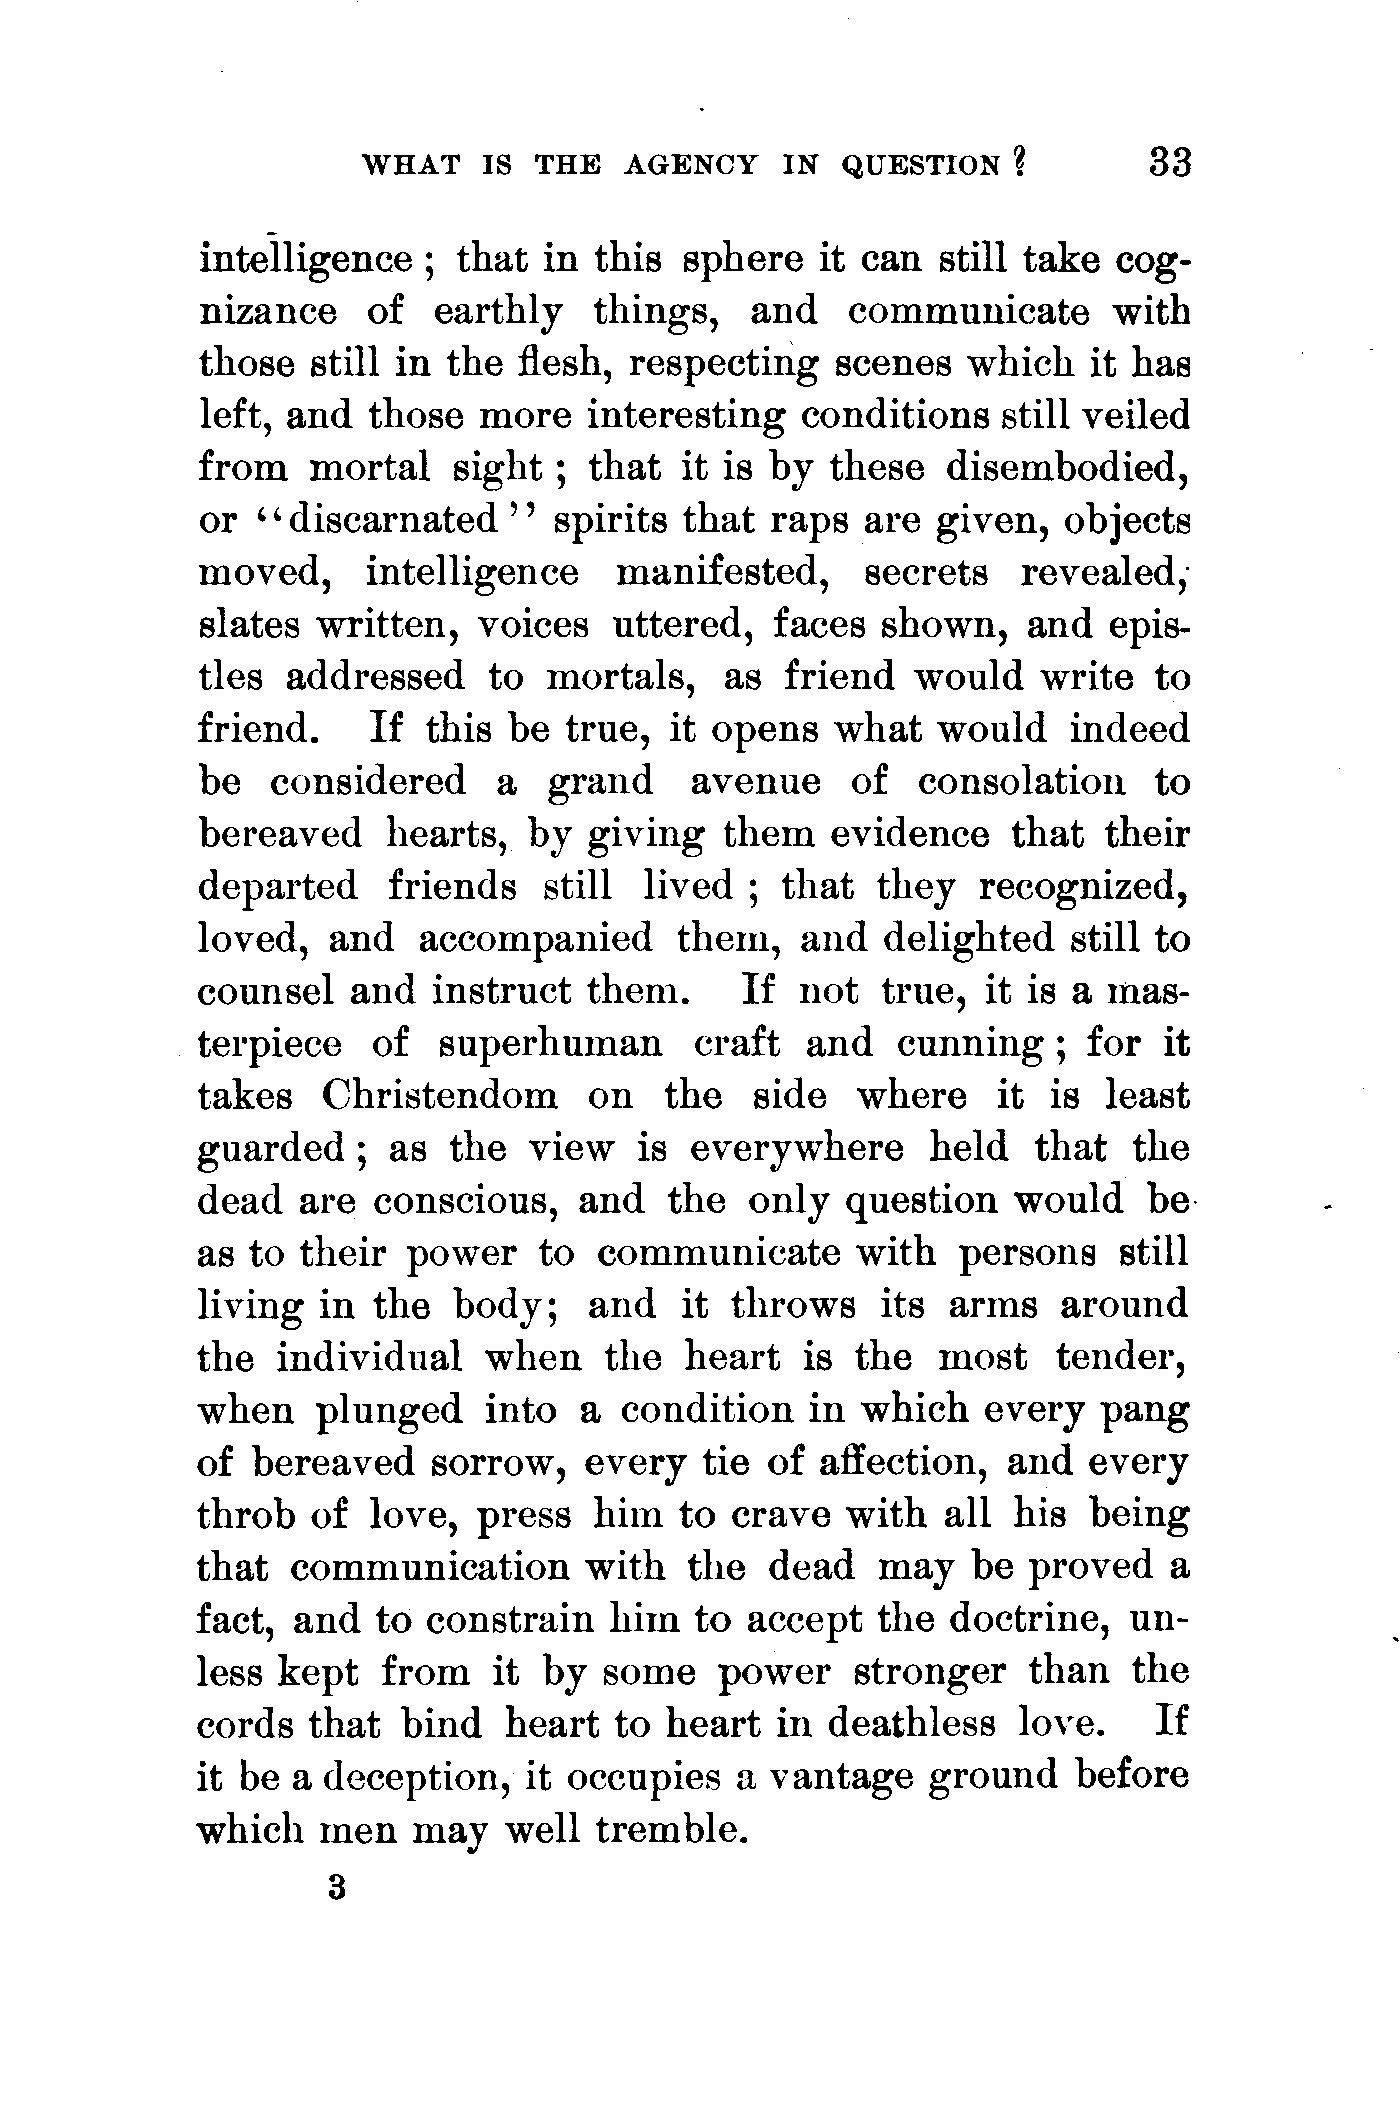 WHAT IS THE AGENCY IN QUESTION? 33
intelligence; that in this sphere it can still take cog-
nizance of earthly things, and communicate with
those still in the flesh, respecting scenes which it has
left, and those more interesting conditions still veiled
from mortal sight; that it is by these disembodied,
or "discarnated" spirits that raps are given, objects
moved, intelligence manifested, secrets revealed,
slates written, voices uttered, faces shown, and epis-
tles addressed to mortals, as friend would write to
friend. If this be true, it opens what would indeed
be considered a grand avenue of consolation to
bereaved hearts, by giving them evidence that their
departed friends still lived; that they recognized,
loved, and accompanied them, and delighted still to
counsel and instruct them. If not true, it is a mas-
terpiece of superhuman craft and cunning; for it
takes Christendom on the side where it is least
guarded; as the view is everywhere held that the
dead are conscious, and the only question would be
as to their power to communicate with persons still
living in the body; and it throws its arms around
the individual when the heart is the most tender,
when plunged into a condition in which every pang
of bereaved sorrow, every tie of affection, and every
throb of love, press him to crave with all his being
that communication with the dead may be proved a
fact, and to constrain him to accept the doctrine, un-
less kept from it by some power stronger than the
cords that bind heart to heart in deathless love. If
it be a deception, it occupies a vantage ground before
which men may well tremble.
3